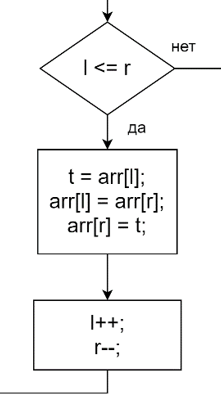 l <= r
нет
да
t = arr[l];
arr[l] = arr[r];
arr[r] = t;
l++;
r--;